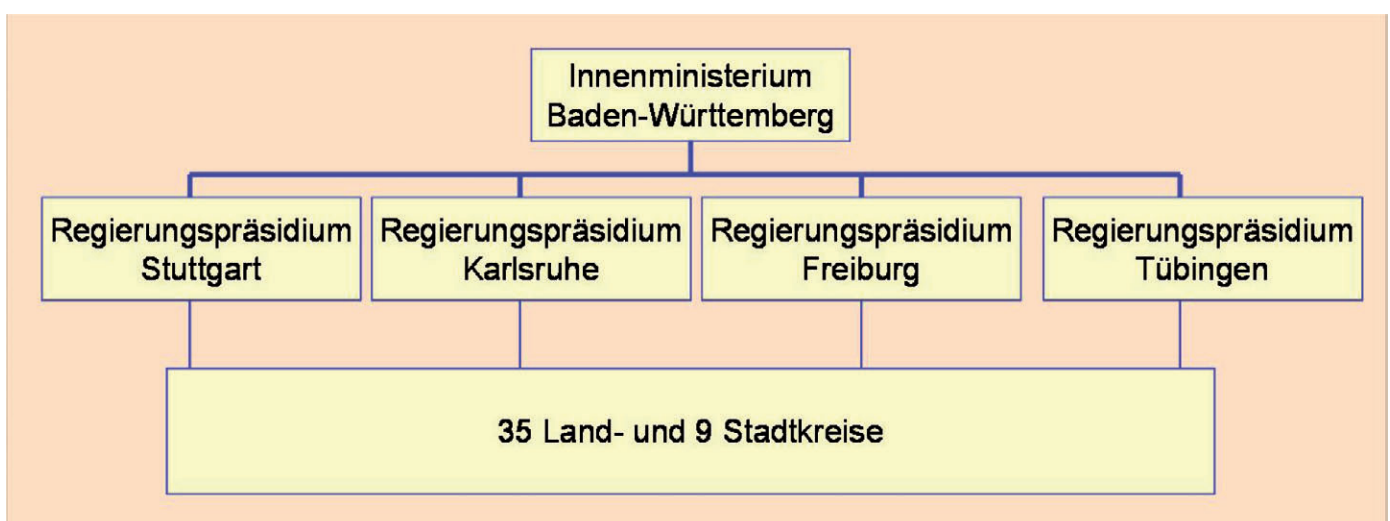 Innenministerium
Baden-Württemberg
Regierungspräsidium
Stuttgart
Regierungspräsidium
Karlsruhe
Regierungspräsidium
Freiburg
Regierungspräsidium
Tübingen
35 Land- und 9 Stadtkreise